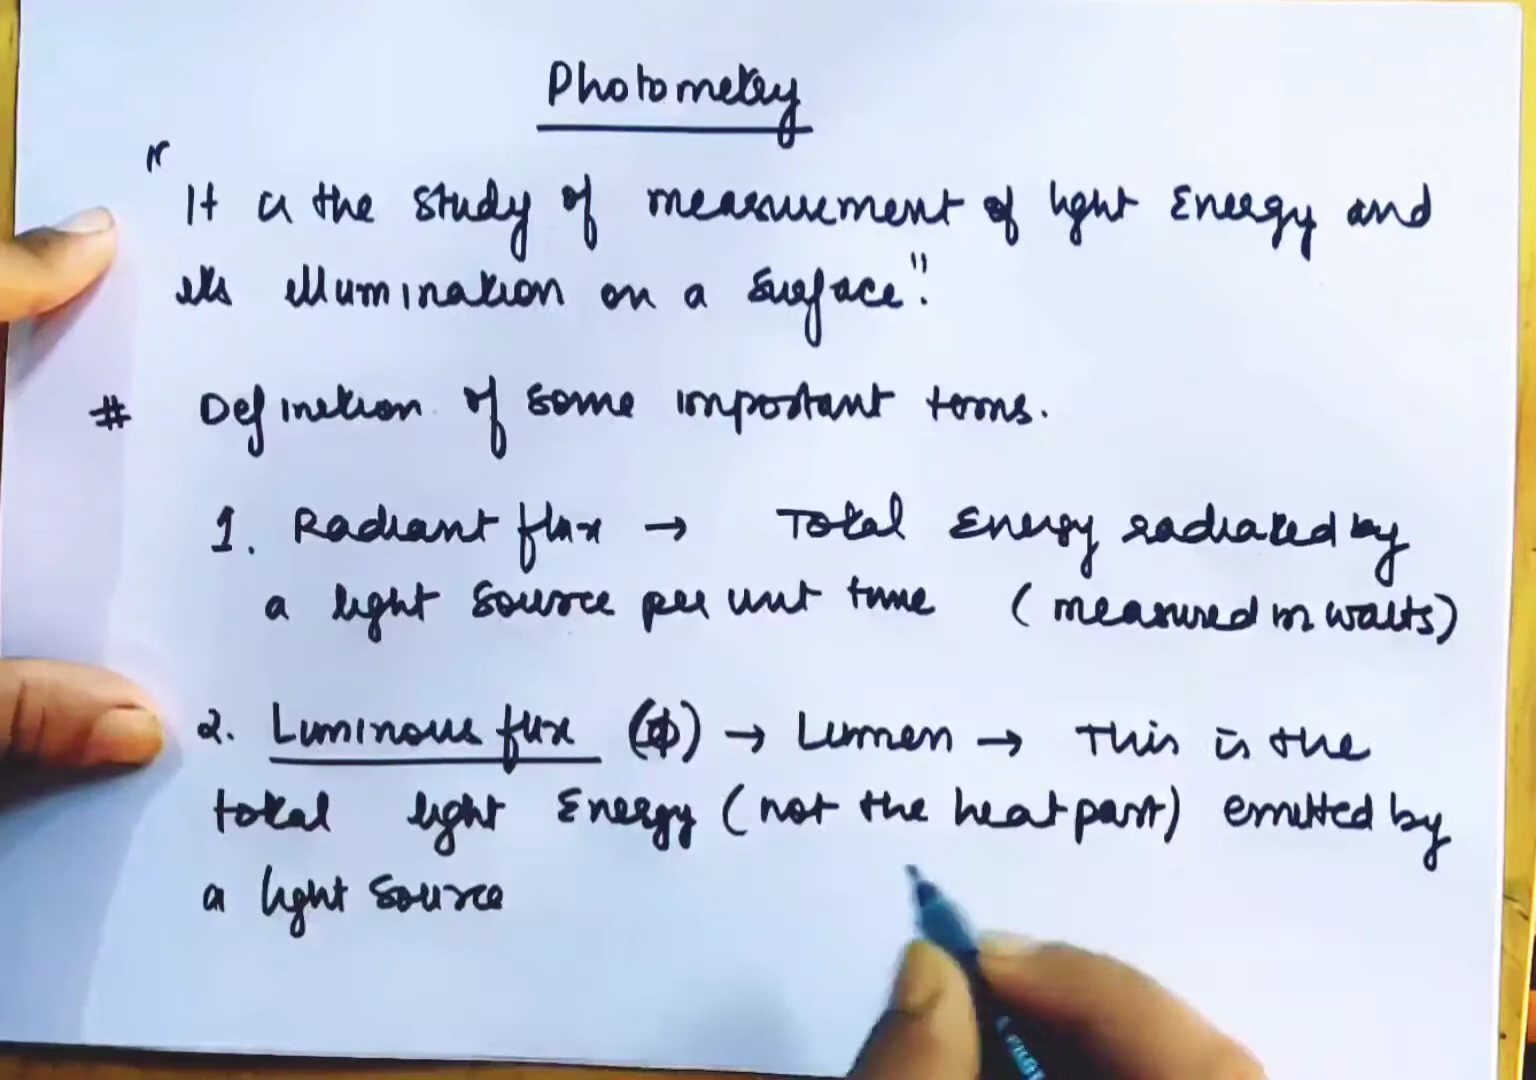 Photometry
"It is the study of measurement of light Energy and
its illumination on a surface".
# Definition of some important terms.
1. Radiant flux → Total Energy radiated by
a light source per unit time (measured in watts)
2. Luminous flux (ϕ) → Lumen → This is the
total light Energy (not the heat part) emitted by
a light source